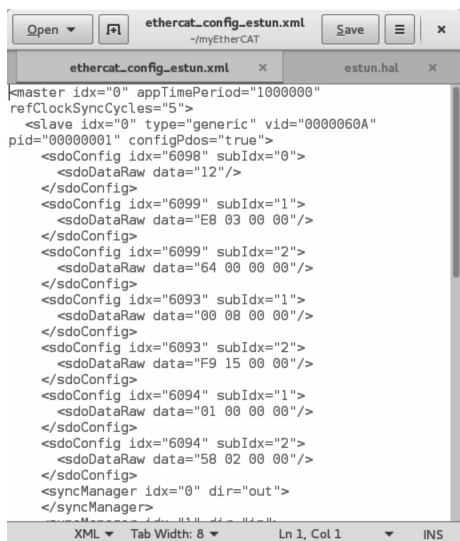 Open
ethercat_config_estun.xml
~/myEtherCAT
Save
ethercat_config_estun.xml
estun.hal
<master idx="0" appTimePeriod="1000000"
refClockSyncCycles="5">
<slave idx="0" type="generic" vid="0000060A"
pid="00000001" configPdos="true">
<sdoConfig idx="6098" subIdx="0">
<sdoDataRaw data="12"/>
</sdoConfig>
<sdoConfig idx="6099" subIdx="1">
<sdoDataRaw data="E8 03 00 00"/>
</sdoConfig>
<sdoConfig idx="6099" subIdx="2">
<sdoDataRaw data="64 00 00 00"/>
</sdoConfig>
<sdoConfig idx="6093" subIdx="1">
<sdoDataRaw data="00 08 00 00"/>
</sdoConfig>
<sdoConfig idx="6093" subIdx="2">
<sdoDataRaw data="F9 15 00 00"/>
</sdoConfig>
<sdoConfig idx="6094" subIdx="1">
<sdoDataRaw data="01 00 00 00"/>
</sdoConfig>
<sdoConfig idx="6094" subIdx="2">
<sdoDataRaw data="58 02 00 00"/>
</sdoConfig>
<syncManager idx="0" dir="out">
</syncManager>
<syncManager idx="1" dir="in">
XML Tab Width: 8 Ln 1, Col 1 INS